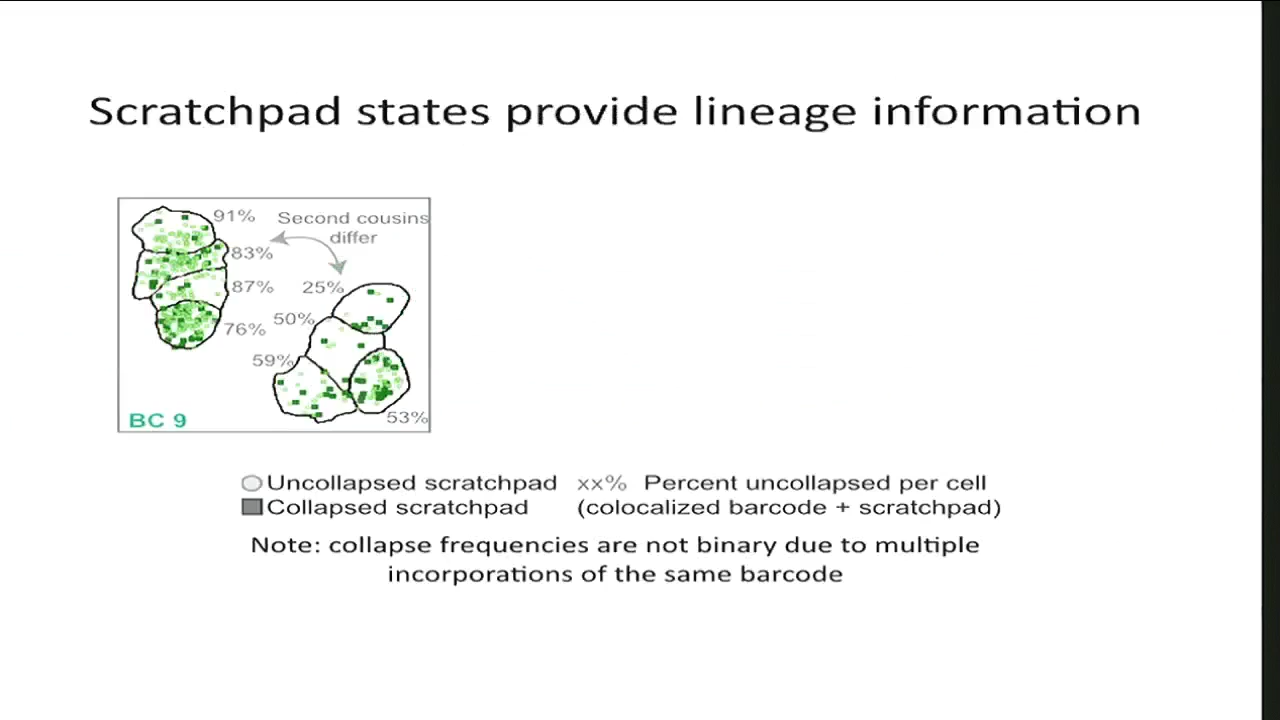 Scratchpad states provide lineage information
91%
Second cousins
differ
83%
87%
25%
50%
76%
59%
53%
BC 9
Uncollapsed scratchpad xx% Percent uncollapsed per cell
Collapsed scratchpad (colocalized barcode + scratchpad)
Note: collapse frequencies are not binary due to multiple
incorporations of the same barcode